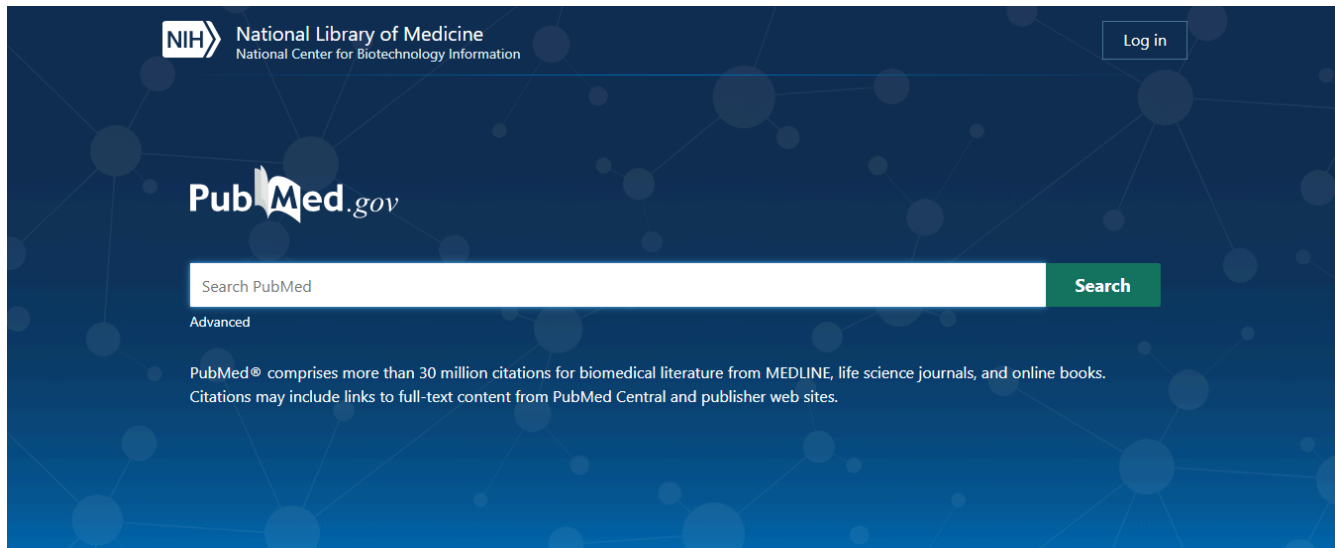 NIH National Library of Medicine
National Center for Biotechnology Information
Log in
PubMed.gov
Search PubMed
Search
Advanced
PubMed® comprises more than 30 million citations for biomedical literature from MEDLINE, life science journals, and online books.
Citations may include links to full-text content from PubMed Central and publisher web sites.